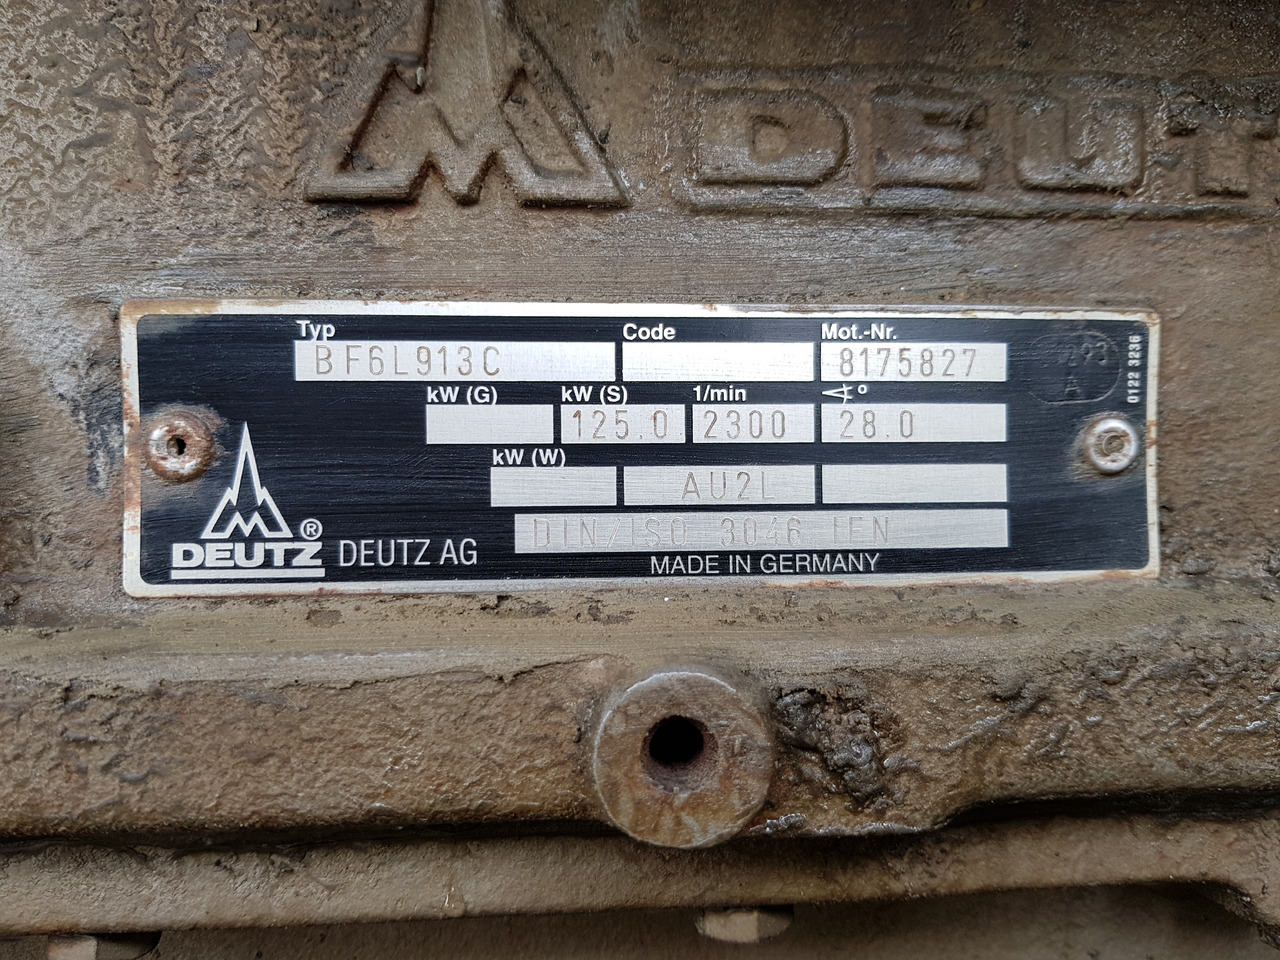 DEUT
Typ Code Mot.-Nr.
BF6L913C 8175827
kW (G) kW (S) 1/min ∢°
125.0 2300 28.0
kW (W)
AU2L
DIN/ISO 3046 IFN
DEUTZ® DEUTZ AG
MADE IN GERMANY
0122 3236